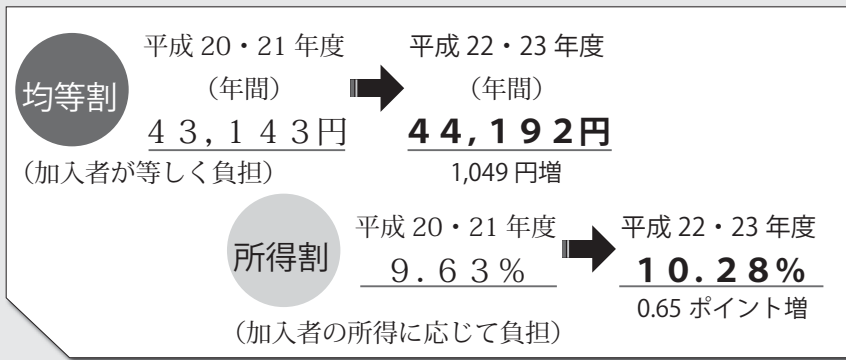 均等割
平成 20・21 年度
（年間）
４３,１４３円
（加入者が等しく負担）
平成 22・23 年度
（年間）
４４,１９２円
1,049 円増
所得割
平成 20・21 年度
９.６３％
（加入者の所得に応じて負担）
平成 22・23 年度
１０.２８％
0.65 ポイント増